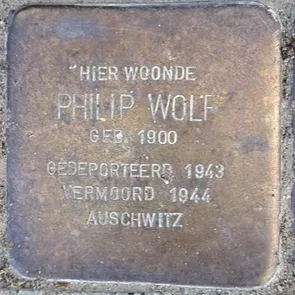 HIER WOONDE
PHILIP WOLF
GEB. 1900
GEDEPORTEERD 1943
VERMOORD 1944
AUSCHWITZ